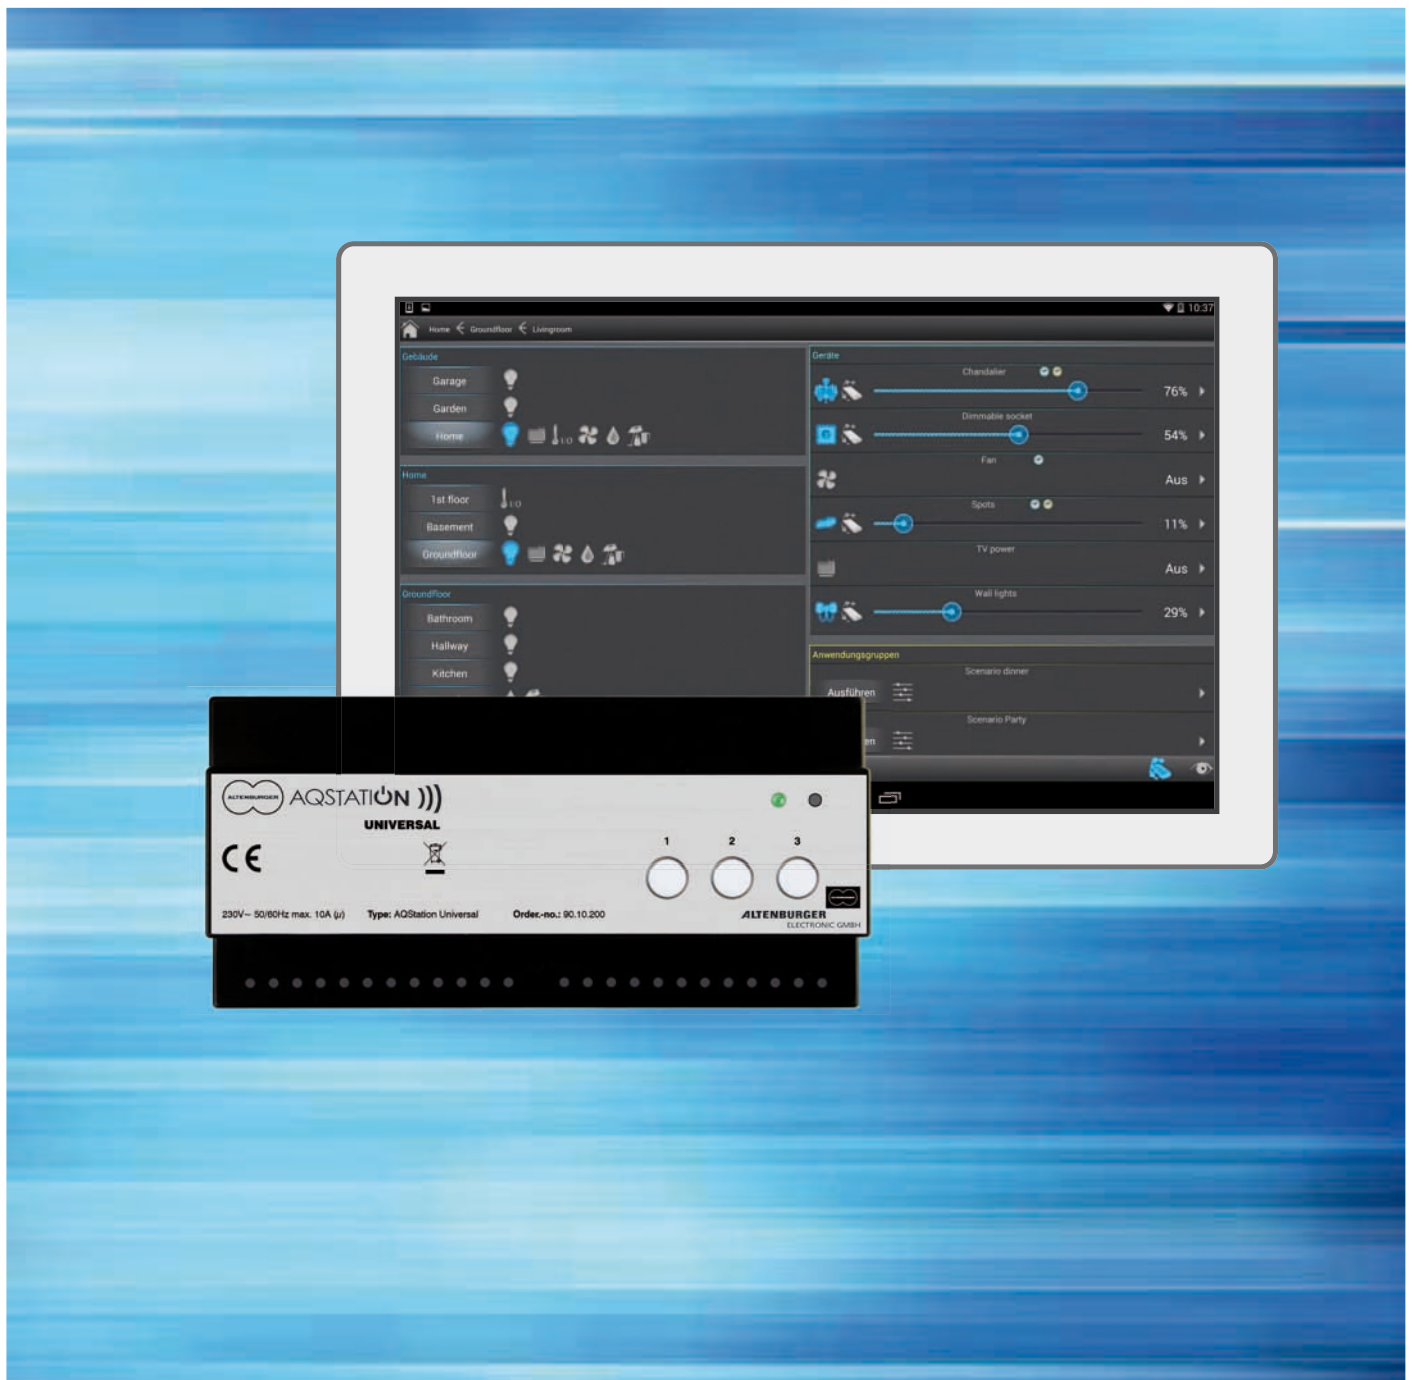 10:37
Home Groundfloor Livingroom
Gebäude
Garage
Garden
Home I/O
Home
1st floor I/O
Basement
Groundfloor
Groundfloor
Bathroom
Hallway
Kitchen
Geräte
Chandalier
76%
Dimmable socket
54%
Fan
Aus
Spots
11%
TV power
Aus
Wall lights
29%
Anwendungsgruppen
Scenario dinner
Ausführen
Scenario Party
en
ALTENBURGER AQSTATION )))
UNIVERSAL
CE
1 2 3
230V~ 50/60Hz max. 10A (µ) Type: AQStation Universal Order.-no.: 90.10.200
ALTENBURGER
ELECTRONIC GMBH